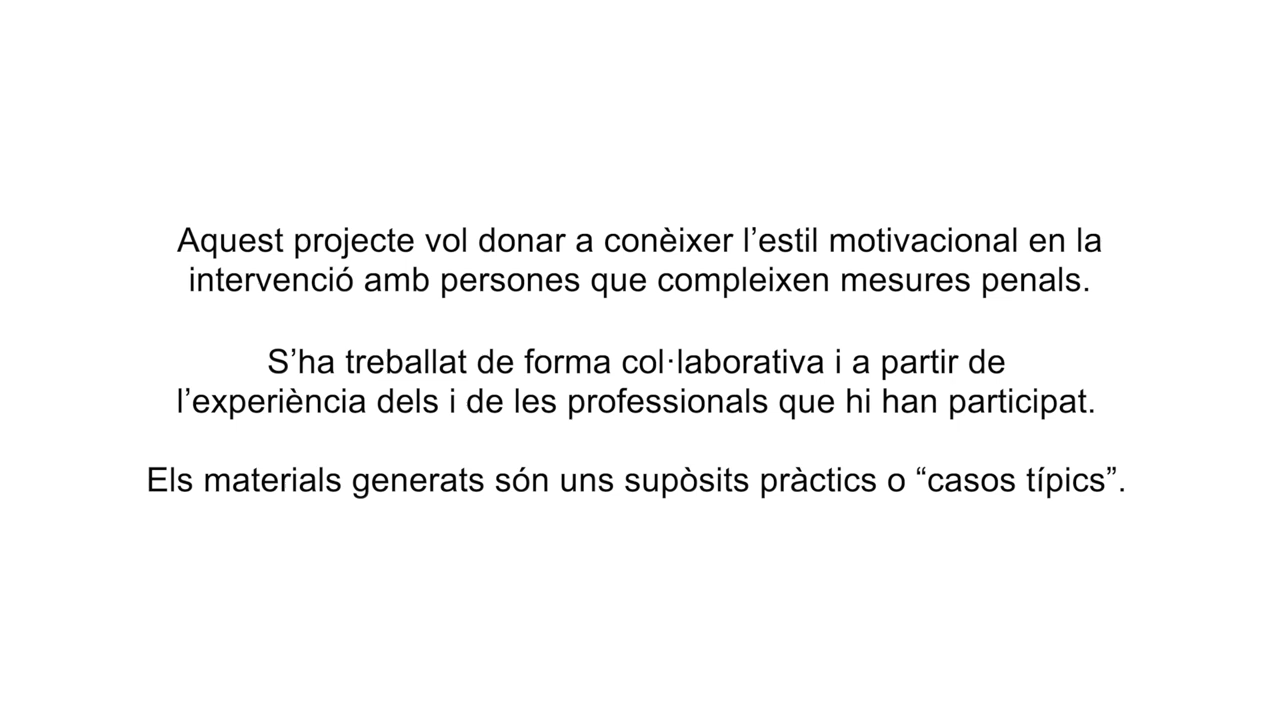 Aquest projecte vol donar a conèixer l’estil motivacional en la
intervenció amb persones que compleixen mesures penals.
S’ha treballat de forma col·laborativa i a partir de
l’experiència dels i de les professionals que hi han participat.
Els materials generats són uns supòsits pràctics o “casos típics”.